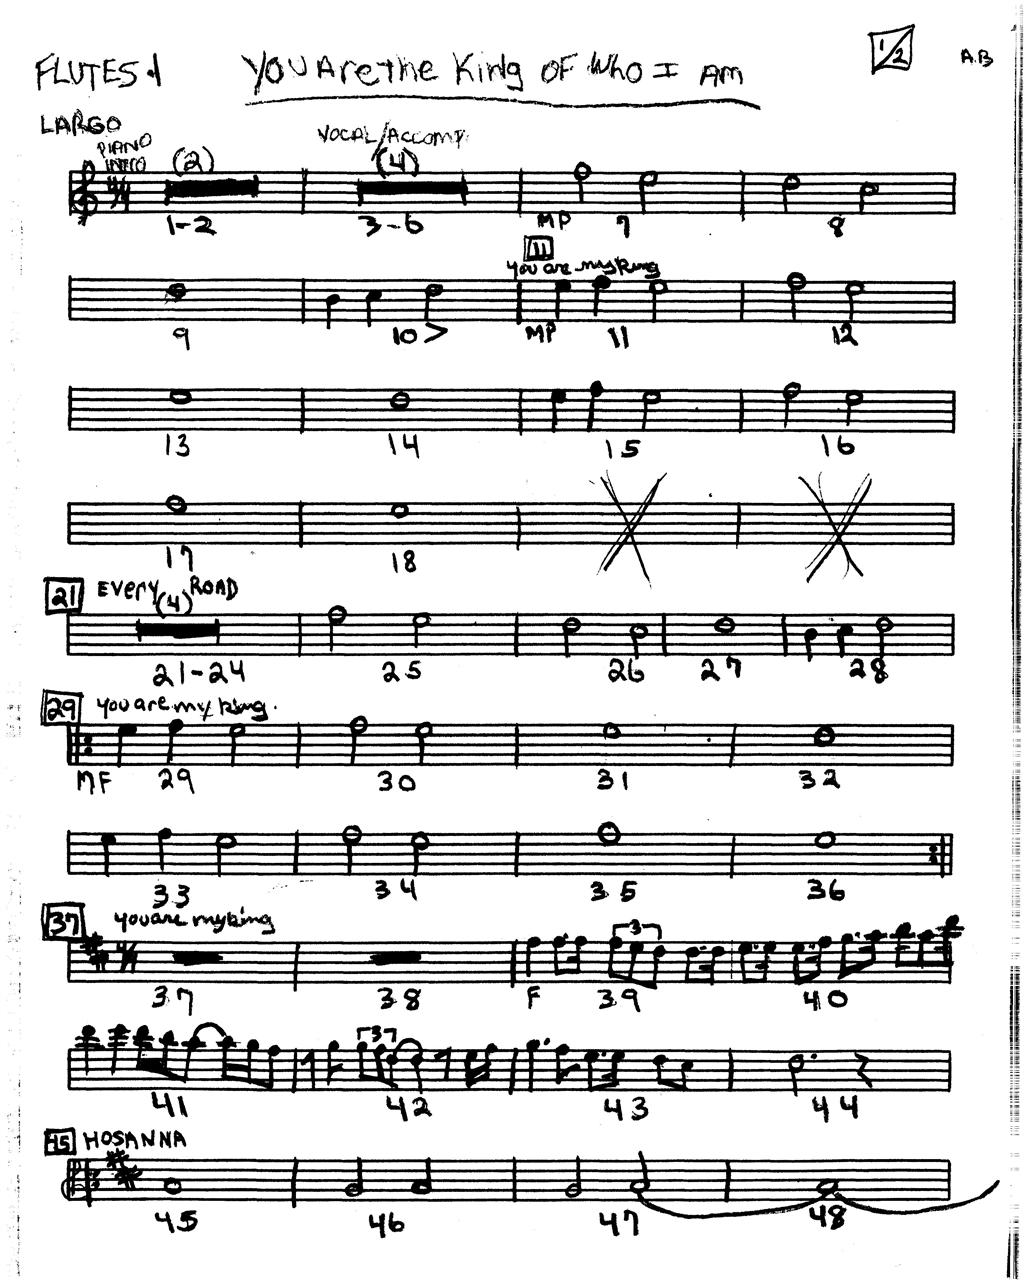 1/2
A.B
FLUTES.1 YOU Are the King OF Who I Am
LARGO
PIANO INTRO (2) VOCAL/ACCOMP. (4)
1-2 3-6 MP 7 8
11
you are my king
9 10 MP 11 12
13 14 15 16
17 18
21 EVERY ROAD
(4)
21-24 25 26 27 28
29 you are my king.
MF 29 30 31 32
33 34 35 36
37 you are my king
3
37 38 F 39 40
3
41 42 43 44
45 HOSANNA
45 46 47 48